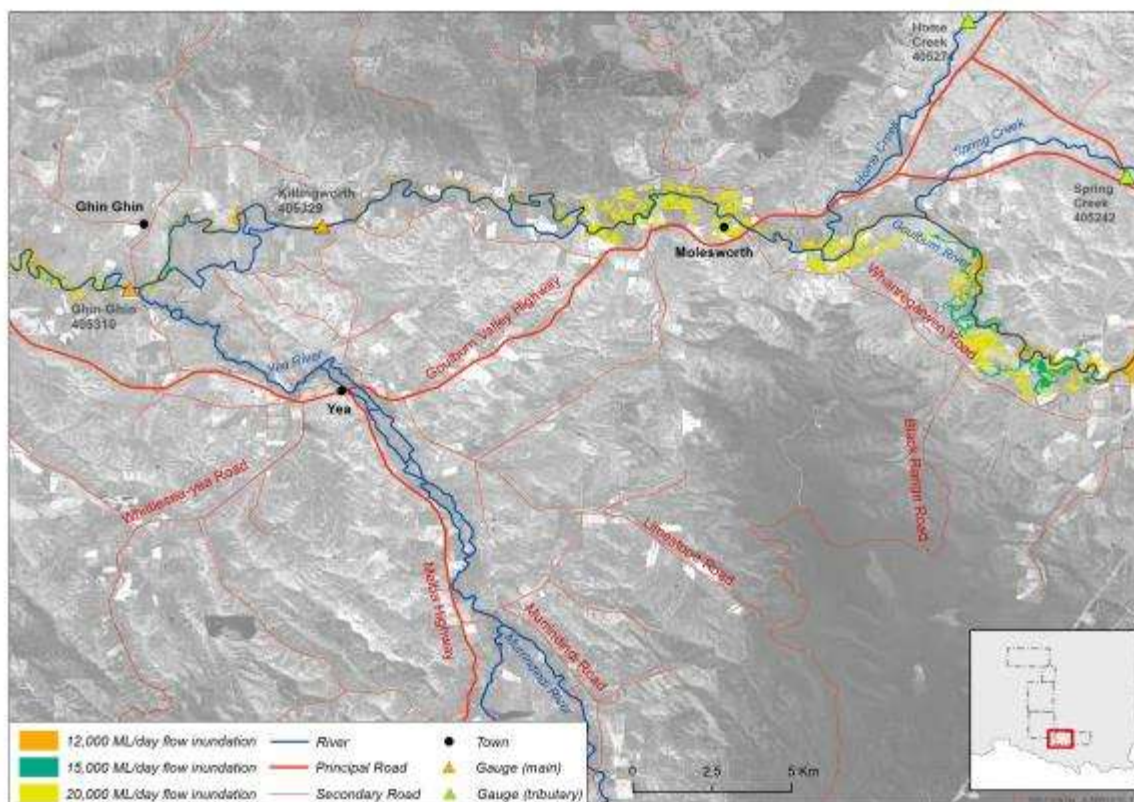 Home
Creek
405274
Home Creek
Spring Creek
Spring
Creek
405242
Killingworth
405329
Ghin Ghin
Molesworth
Goulburn River
Whanregarwen Road
Ghin Ghin
405310
Goulburn Valley Highway
Yea River
Yea
Black Range Road
Whittlesea-yea Road
Limestone Road
Melba Highway
Murrindindi Road
Murrindindi River
12,000 ML/day flow inundation
15,000 ML/day flow inundation
20,000 ML/day flow inundation
River
Principal Road
Secondary Road
Town
Gauge (main)
Gauge (tributary)
0 2.5 5 Km